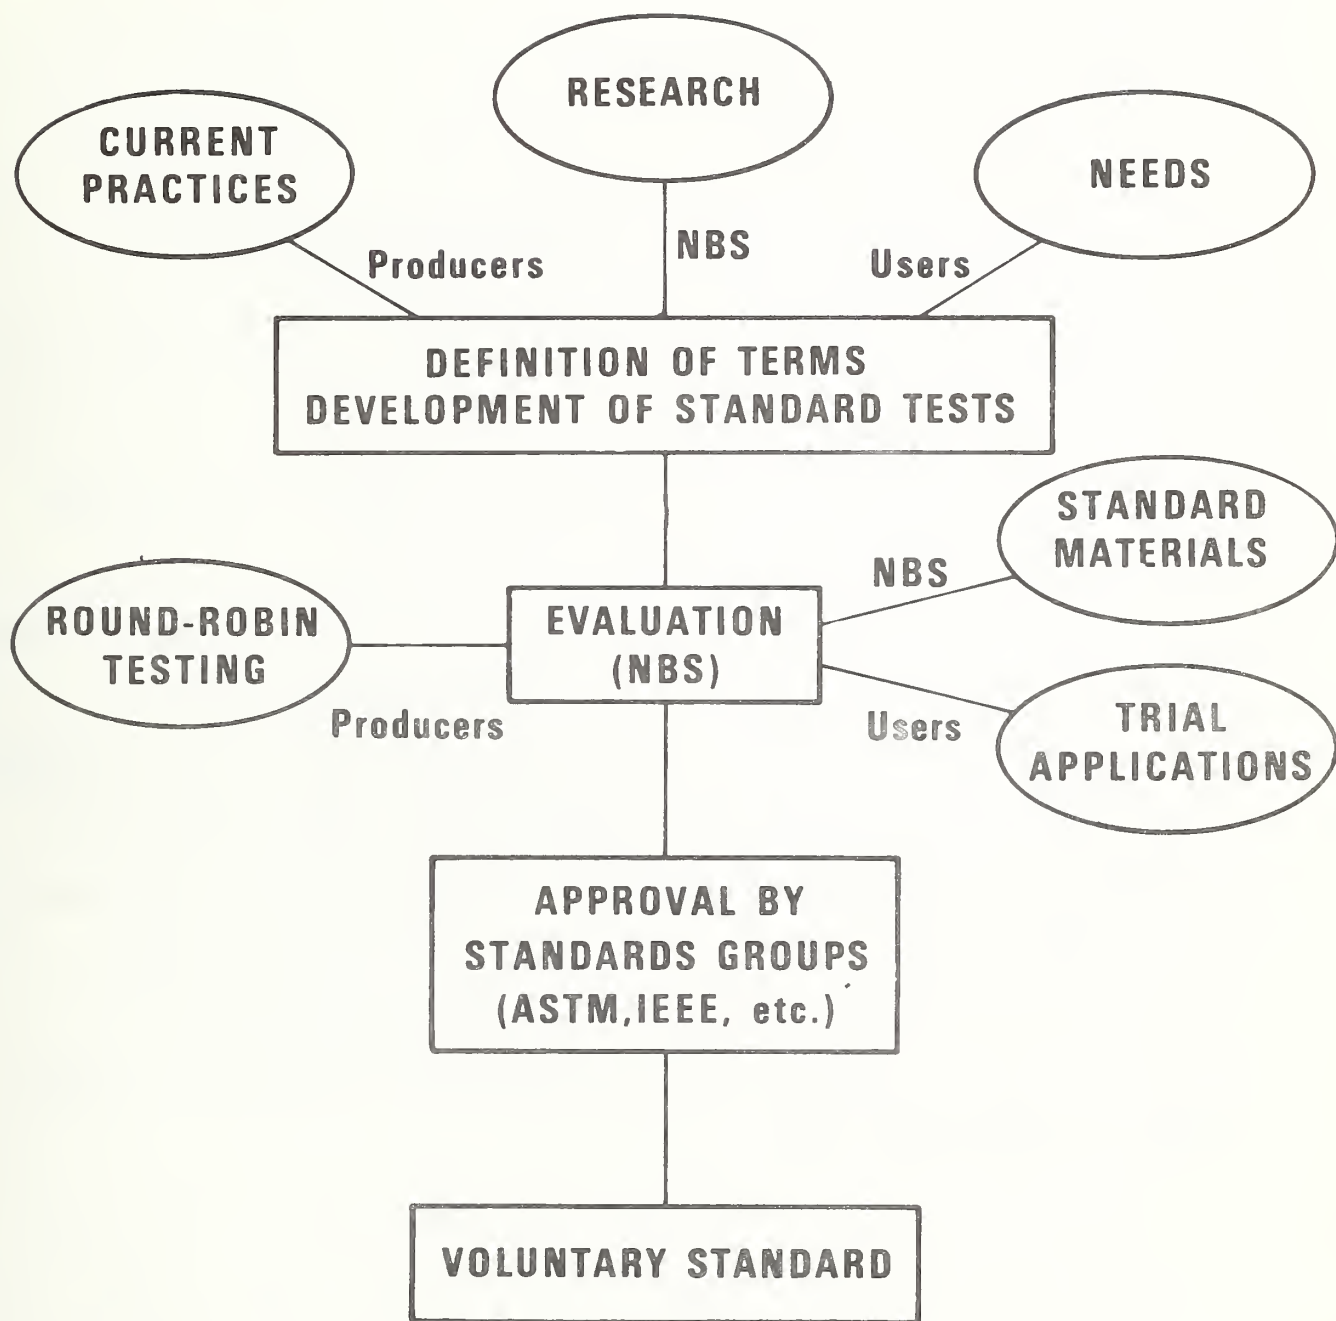 RESEARCH
CURRENT
PRACTICES
NEEDS
Producers
NBS
Users
DEFINITION OF TERMS
DEVELOPMENT OF STANDARD TESTS
STANDARD
MATERIALS
NBS
ROUND-ROBIN
TESTING
EVALUATION
(NBS)
Producers
Users
TRIAL
APPLICATIONS
APPROVAL BY
STANDARDS GROUPS
(ASTM,IEEE, etc.)
VOLUNTARY STANDARD